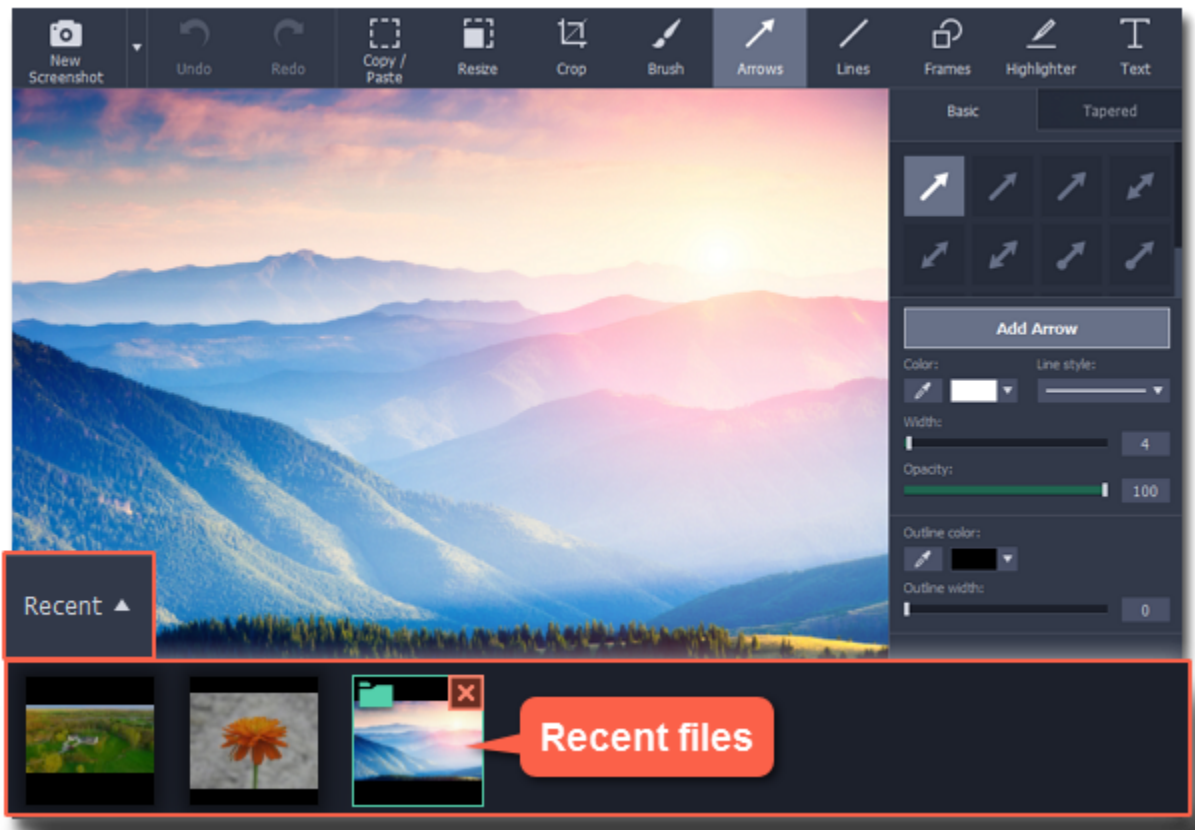 New
Screenshot
Undo
Redo
Copy /
Paste
Resize
Crop
Brush
Arrows
Lines
Frames
Highlighter
Text
Basic
Tapered
Add Arrow
Color:
Line style:
Width:
4
Opacity:
100
Outline color:
Outline width:
0
Recent
Recent files